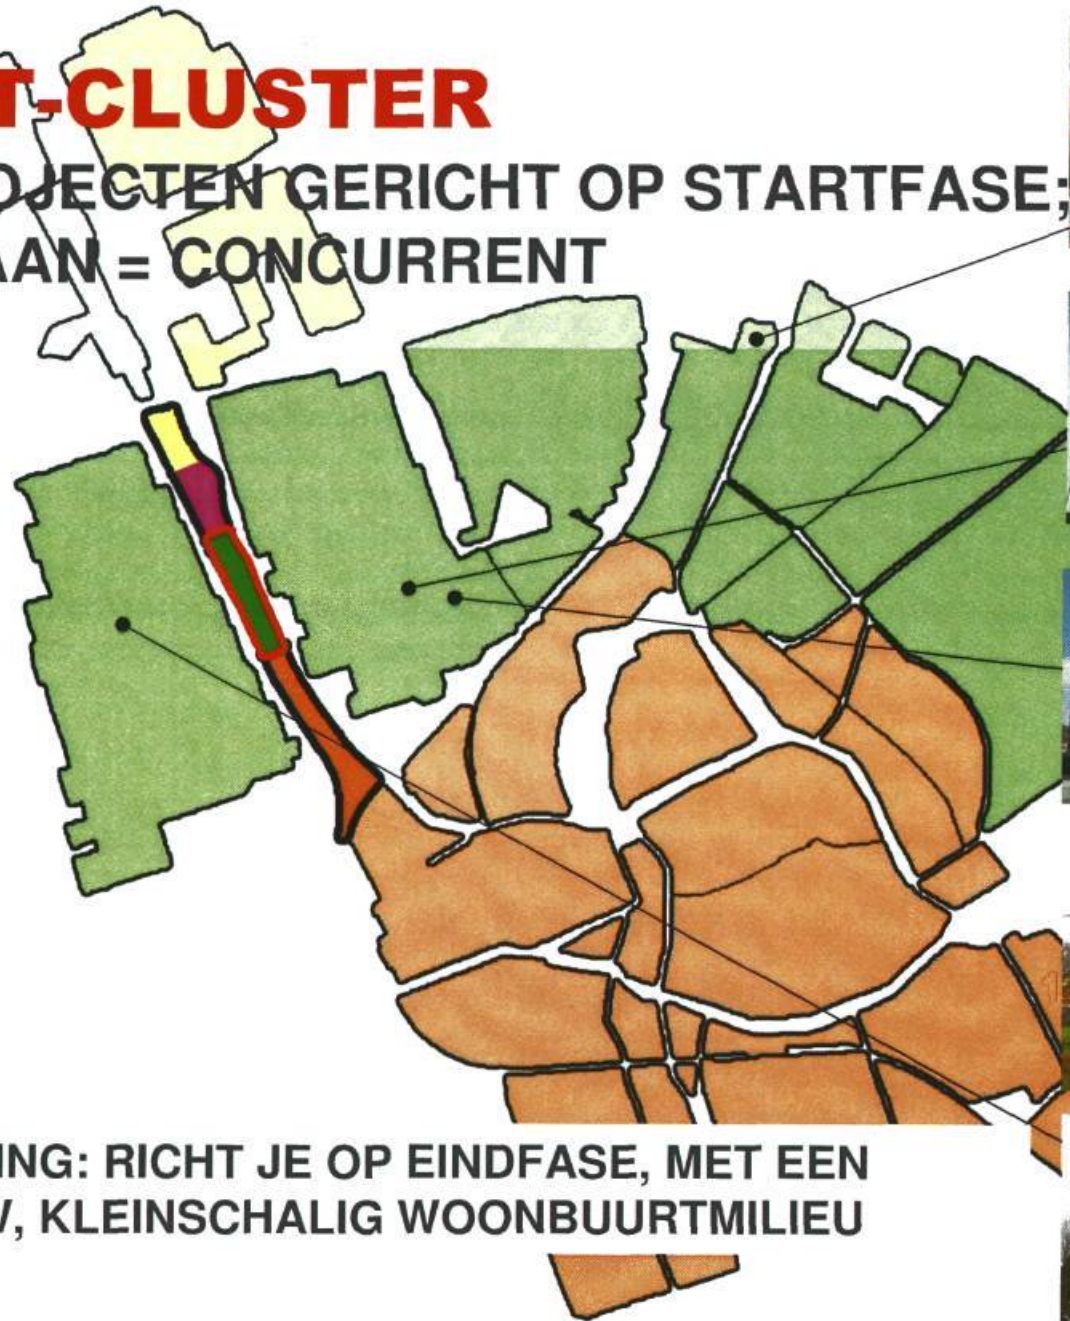 T-CLUSTER
OJECTEN GERICHT OP STARTFASE;
AAN = CONCURRENT
ING: RICHT JE OP EINDFASE, MET EEN
V, KLEINSCHALIG WOONBUURTMILIEU